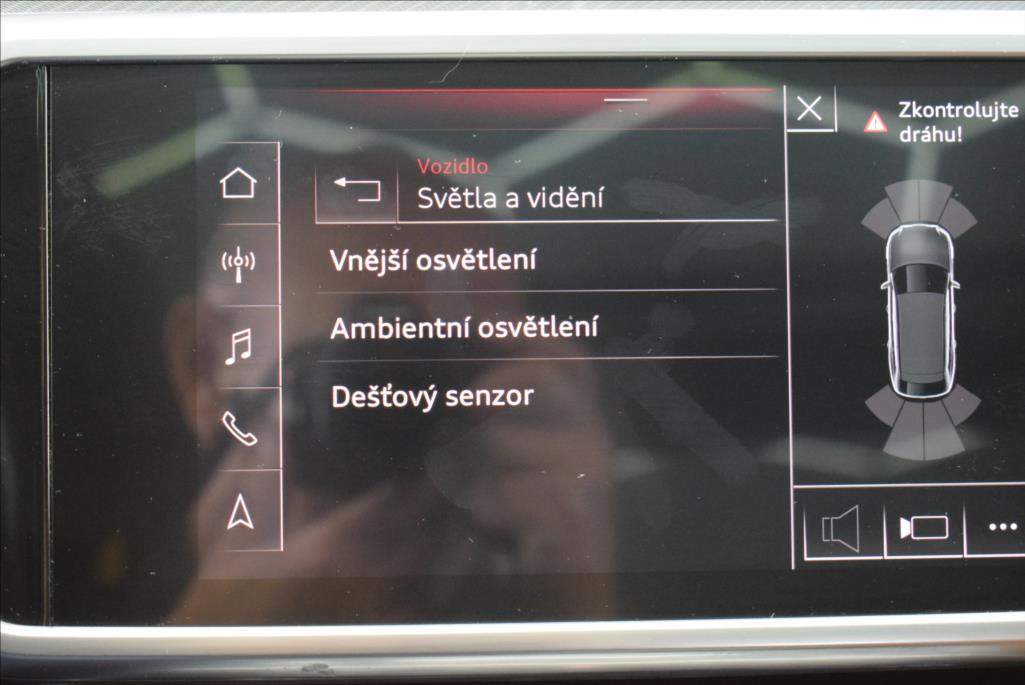 Vozidlo
Světla a vidění
Vnější osvětlení
Ambientní osvětlení
Dešťový senzor
Zkontrolujte
dráhu!